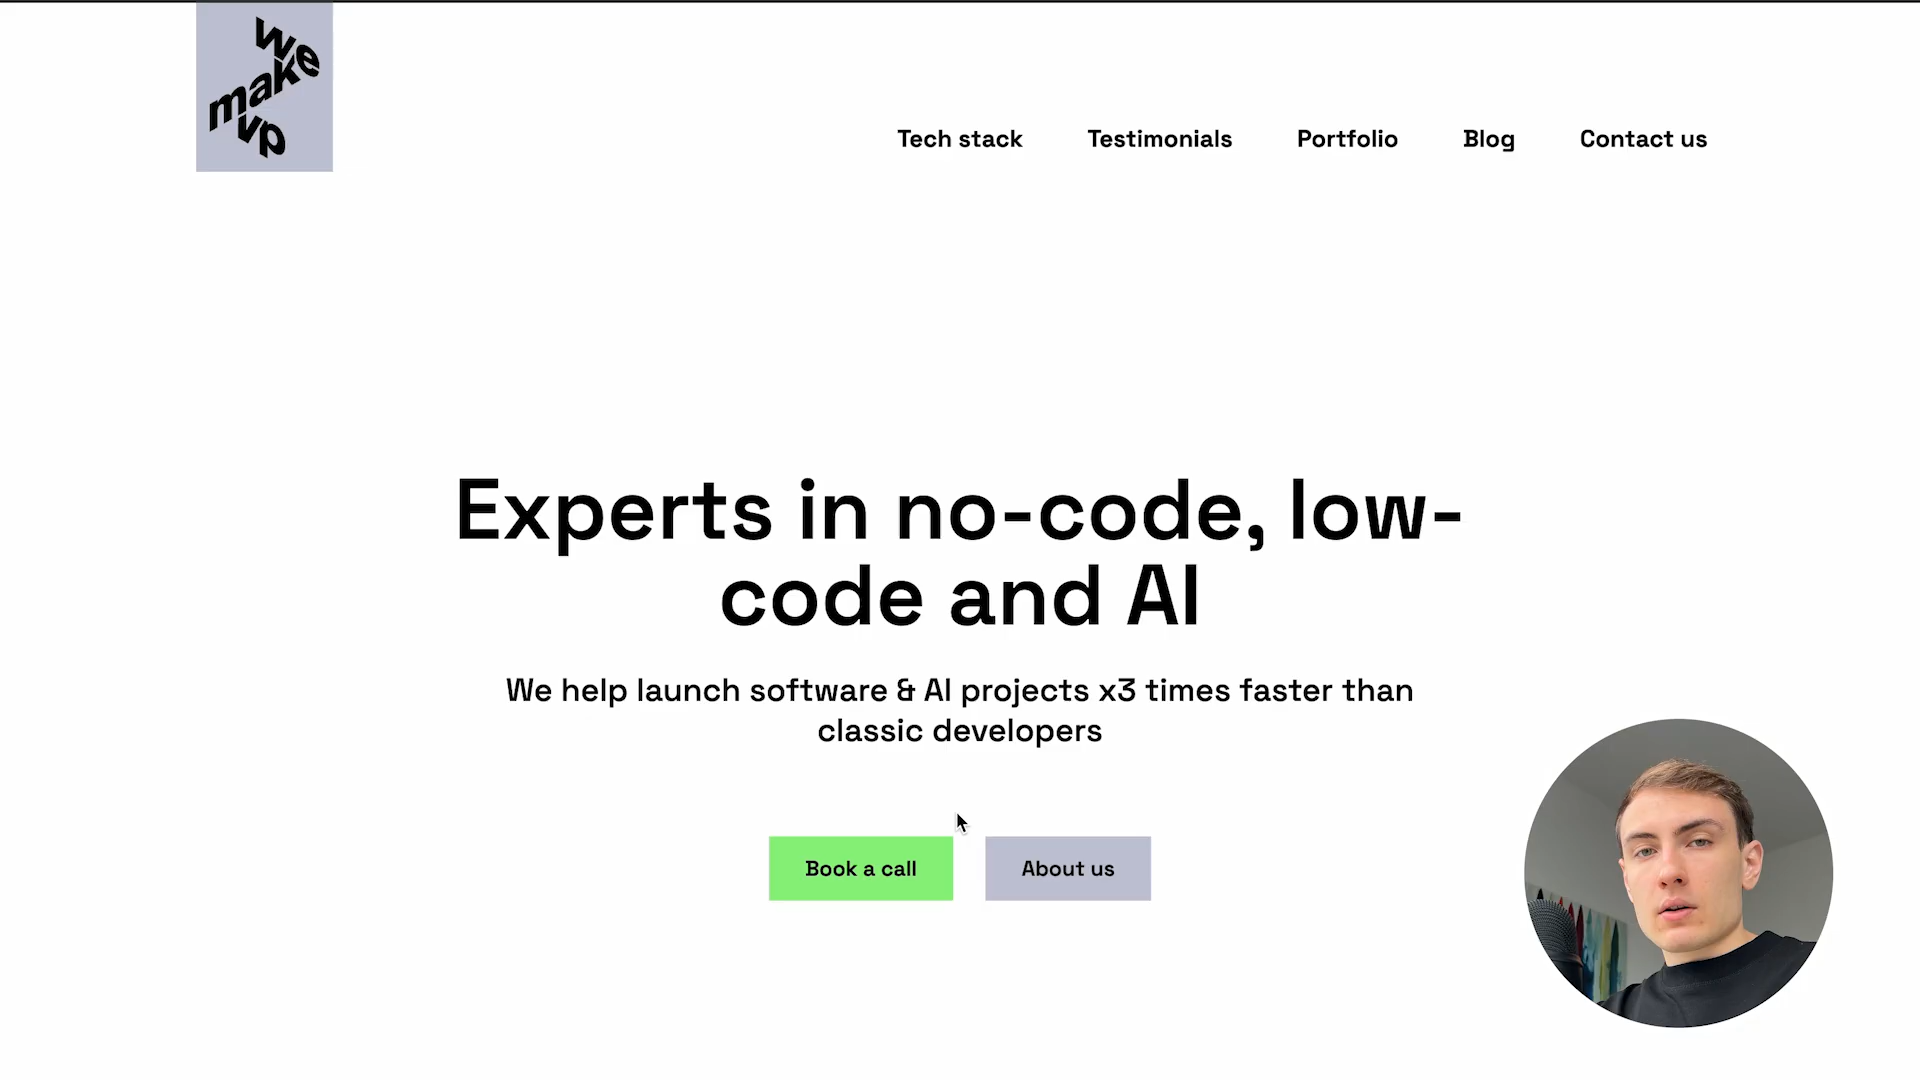 we
make
vp
Tech stack
Testimonials
Portfolio
Blog
Contact us
Experts in no-code, low-
code and AI
We help launch software & AI projects x3 times faster than
classic developers
Book a call
About us